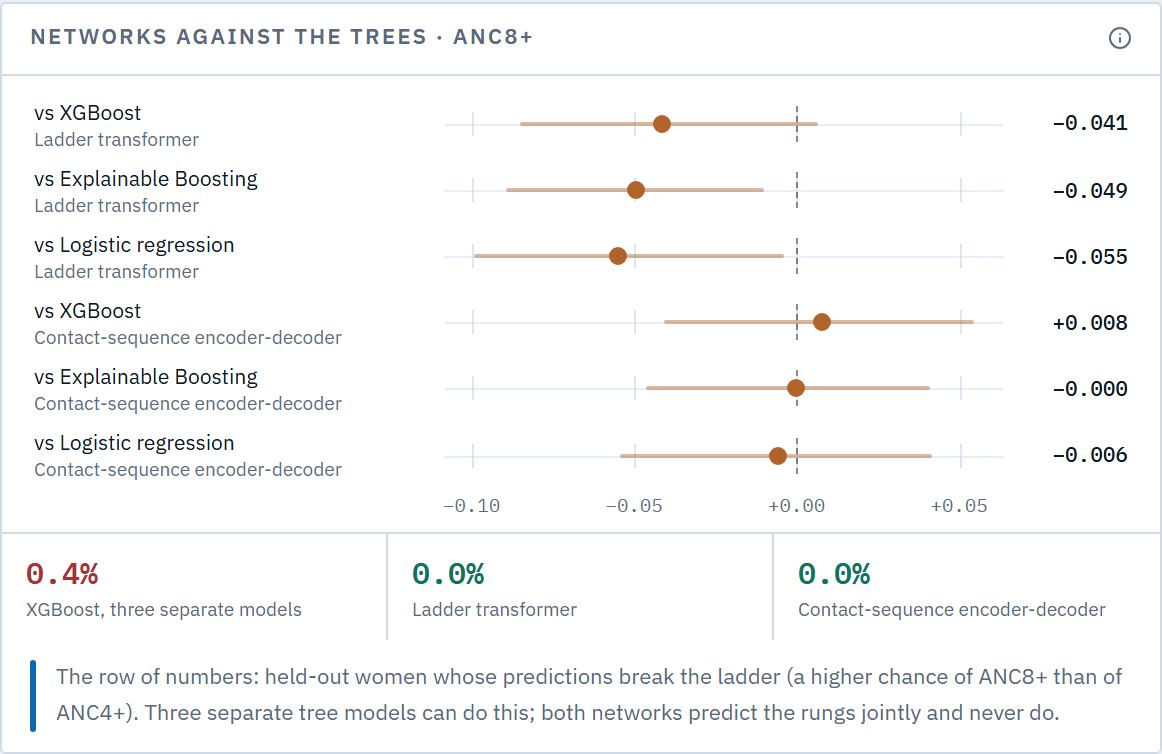 NETWORKS AGAINST THE TREES · ANC8+
vs XGBoost
Ladder transformer
−0.041
vs Explainable Boosting
Ladder transformer
−0.049
vs Logistic regression
Ladder transformer
−0.055
vs XGBoost
Contact-sequence encoder-decoder
+0.008
vs Explainable Boosting
Contact-sequence encoder-decoder
−0.000
vs Logistic regression
Contact-sequence encoder-decoder
−0.006
−0.10 −0.05 +0.00 +0.05
0.4%
XGBoost, three separate models
0.0%
Ladder transformer
0.0%
Contact-sequence encoder-decoder
The row of numbers: held-out women whose predictions break the ladder (a higher chance of ANC8+ than of
ANC4+). Three separate tree models can do this; both networks predict the rungs jointly and never do.